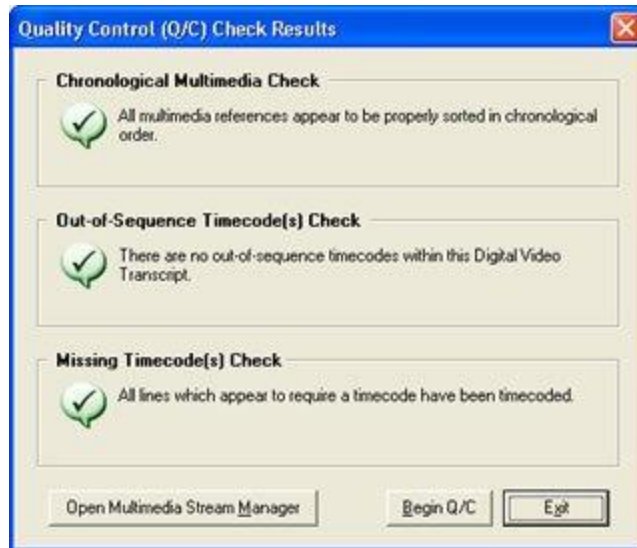 Quality Control (Q/C) Check Results
Chronological Multimedia Check
All multimedia references appear to be properly sorted in chronological
order.
Out-of-Sequence Timecode(s) Check
There are no out-of-sequence timecodes within this Digital Video
Transcript.
Missing Timecode(s) Check
All lines which appear to require a timecode have been timecoded.
Open Multimedia Stream Manager
Begin Q/C
Exit